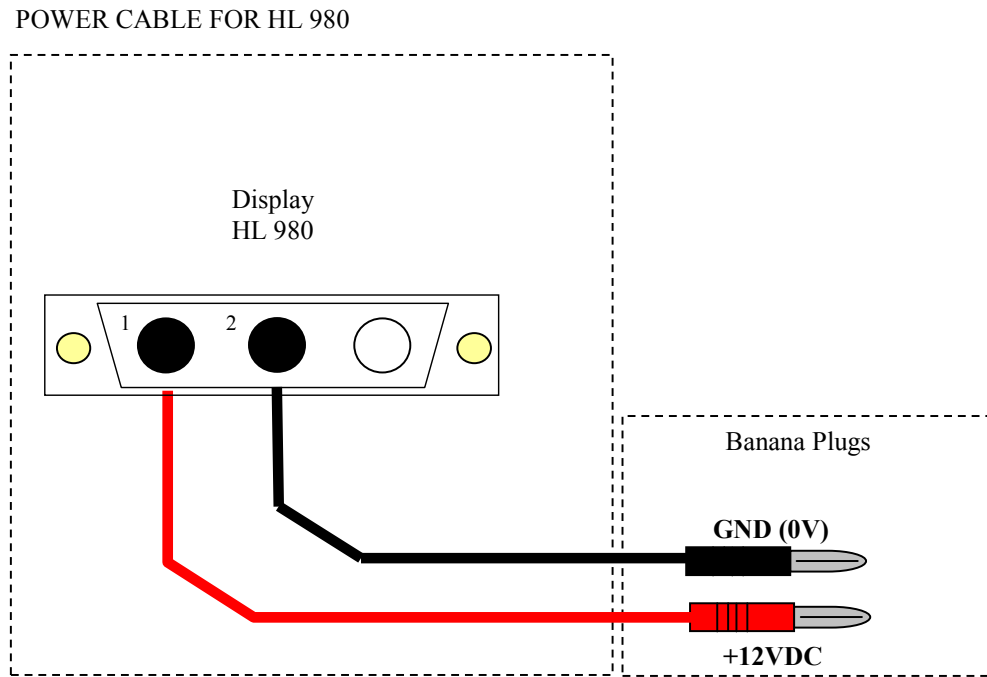 POWER CABLE FOR HL 980
Display
HL 980
1
2
Banana Plugs
GND (0V)
+12VDC